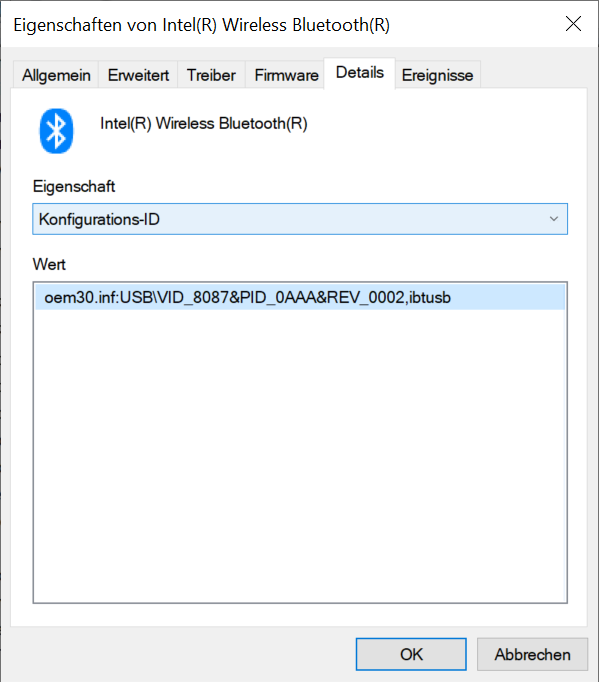 Eigenschaften von Intel(R) Wireless Bluetooth(R)
Allgemein Erweitert Treiber Firmware Details Ereignisse
Intel(R) Wireless Bluetooth(R)
Eigenschaft
Konfigurations-ID
Wert
oem30.inf:USB\VID_8087&PID_0AAA&REV_0002,ibtusb
OK Abbrechen